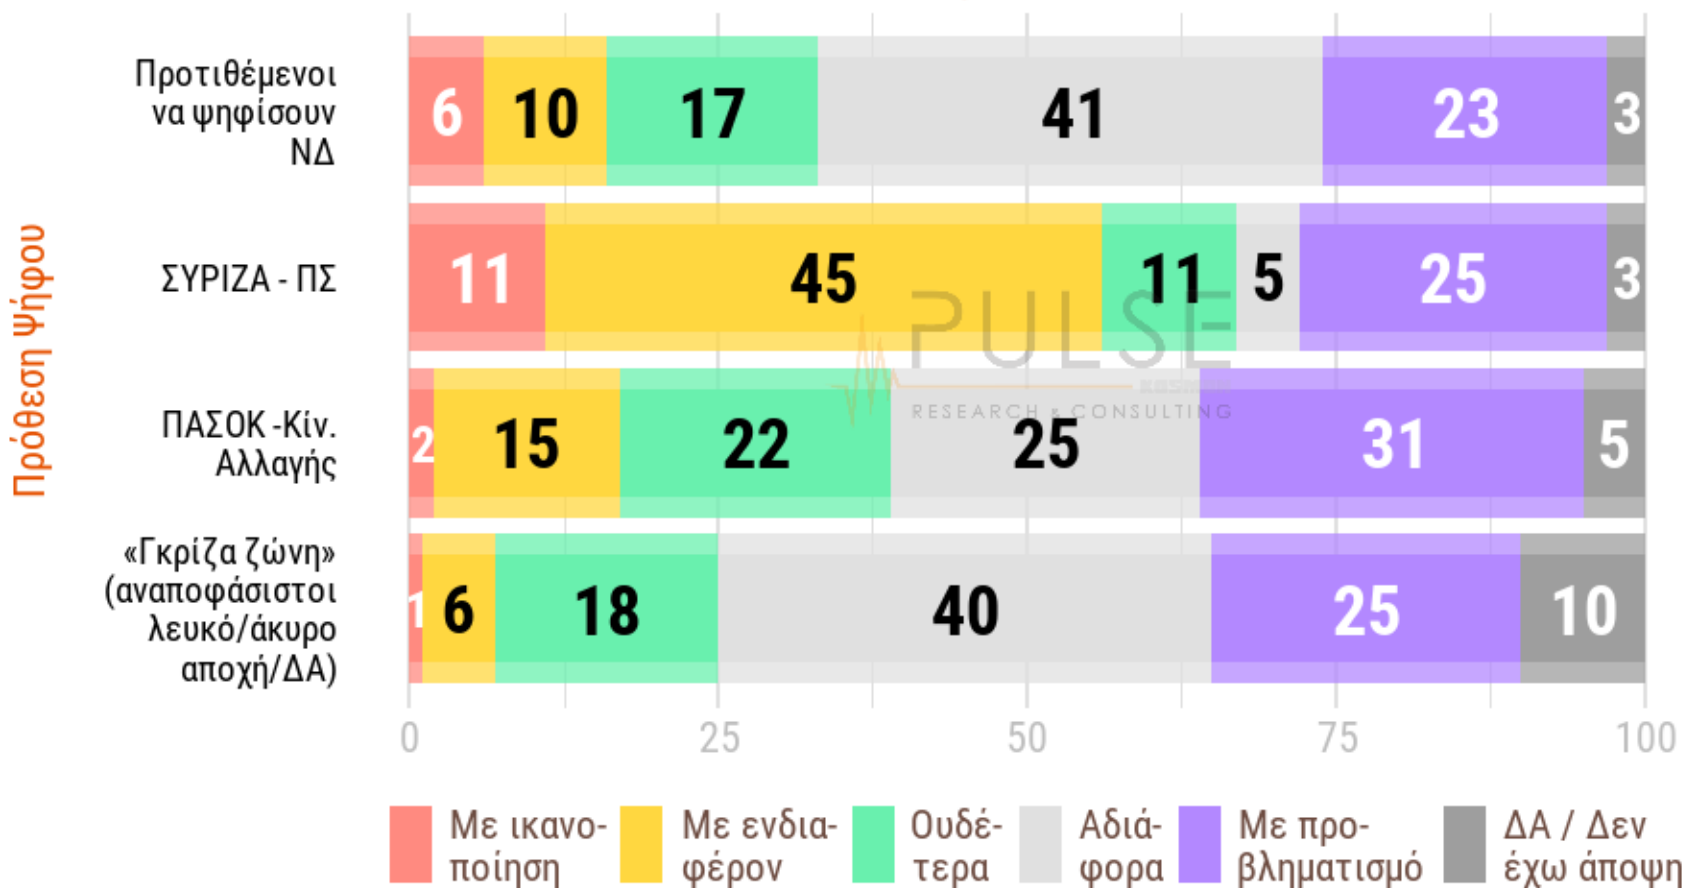 Πρόθεση Ψήφου
Προτιθέμενοι
να ψηφίσουν
ΝΔ
6 10 17 41 23 3
ΣΥΡΙΖΑ - ΠΣ
11 45 11 5 25 3
PULSE
RESEARCH & CONSULTING
ΠΑΣΟΚ -Κίν.
Αλλαγής
2 15 22 25 31 5
«Γκρίζα ζώνη»
(αναποφάσιστοι
λευκό/άκυρο
αποχή/ΔΑ)
1 6 18 40 25 10
0 25 50 75 100
Με ικανο-
ποίηση
Με ενδια-
φέρον
Ουδέ-
τερα
Αδιά-
φορα
Με προ-
βληματισμό
ΔΑ / Δεν
έχω άποψη